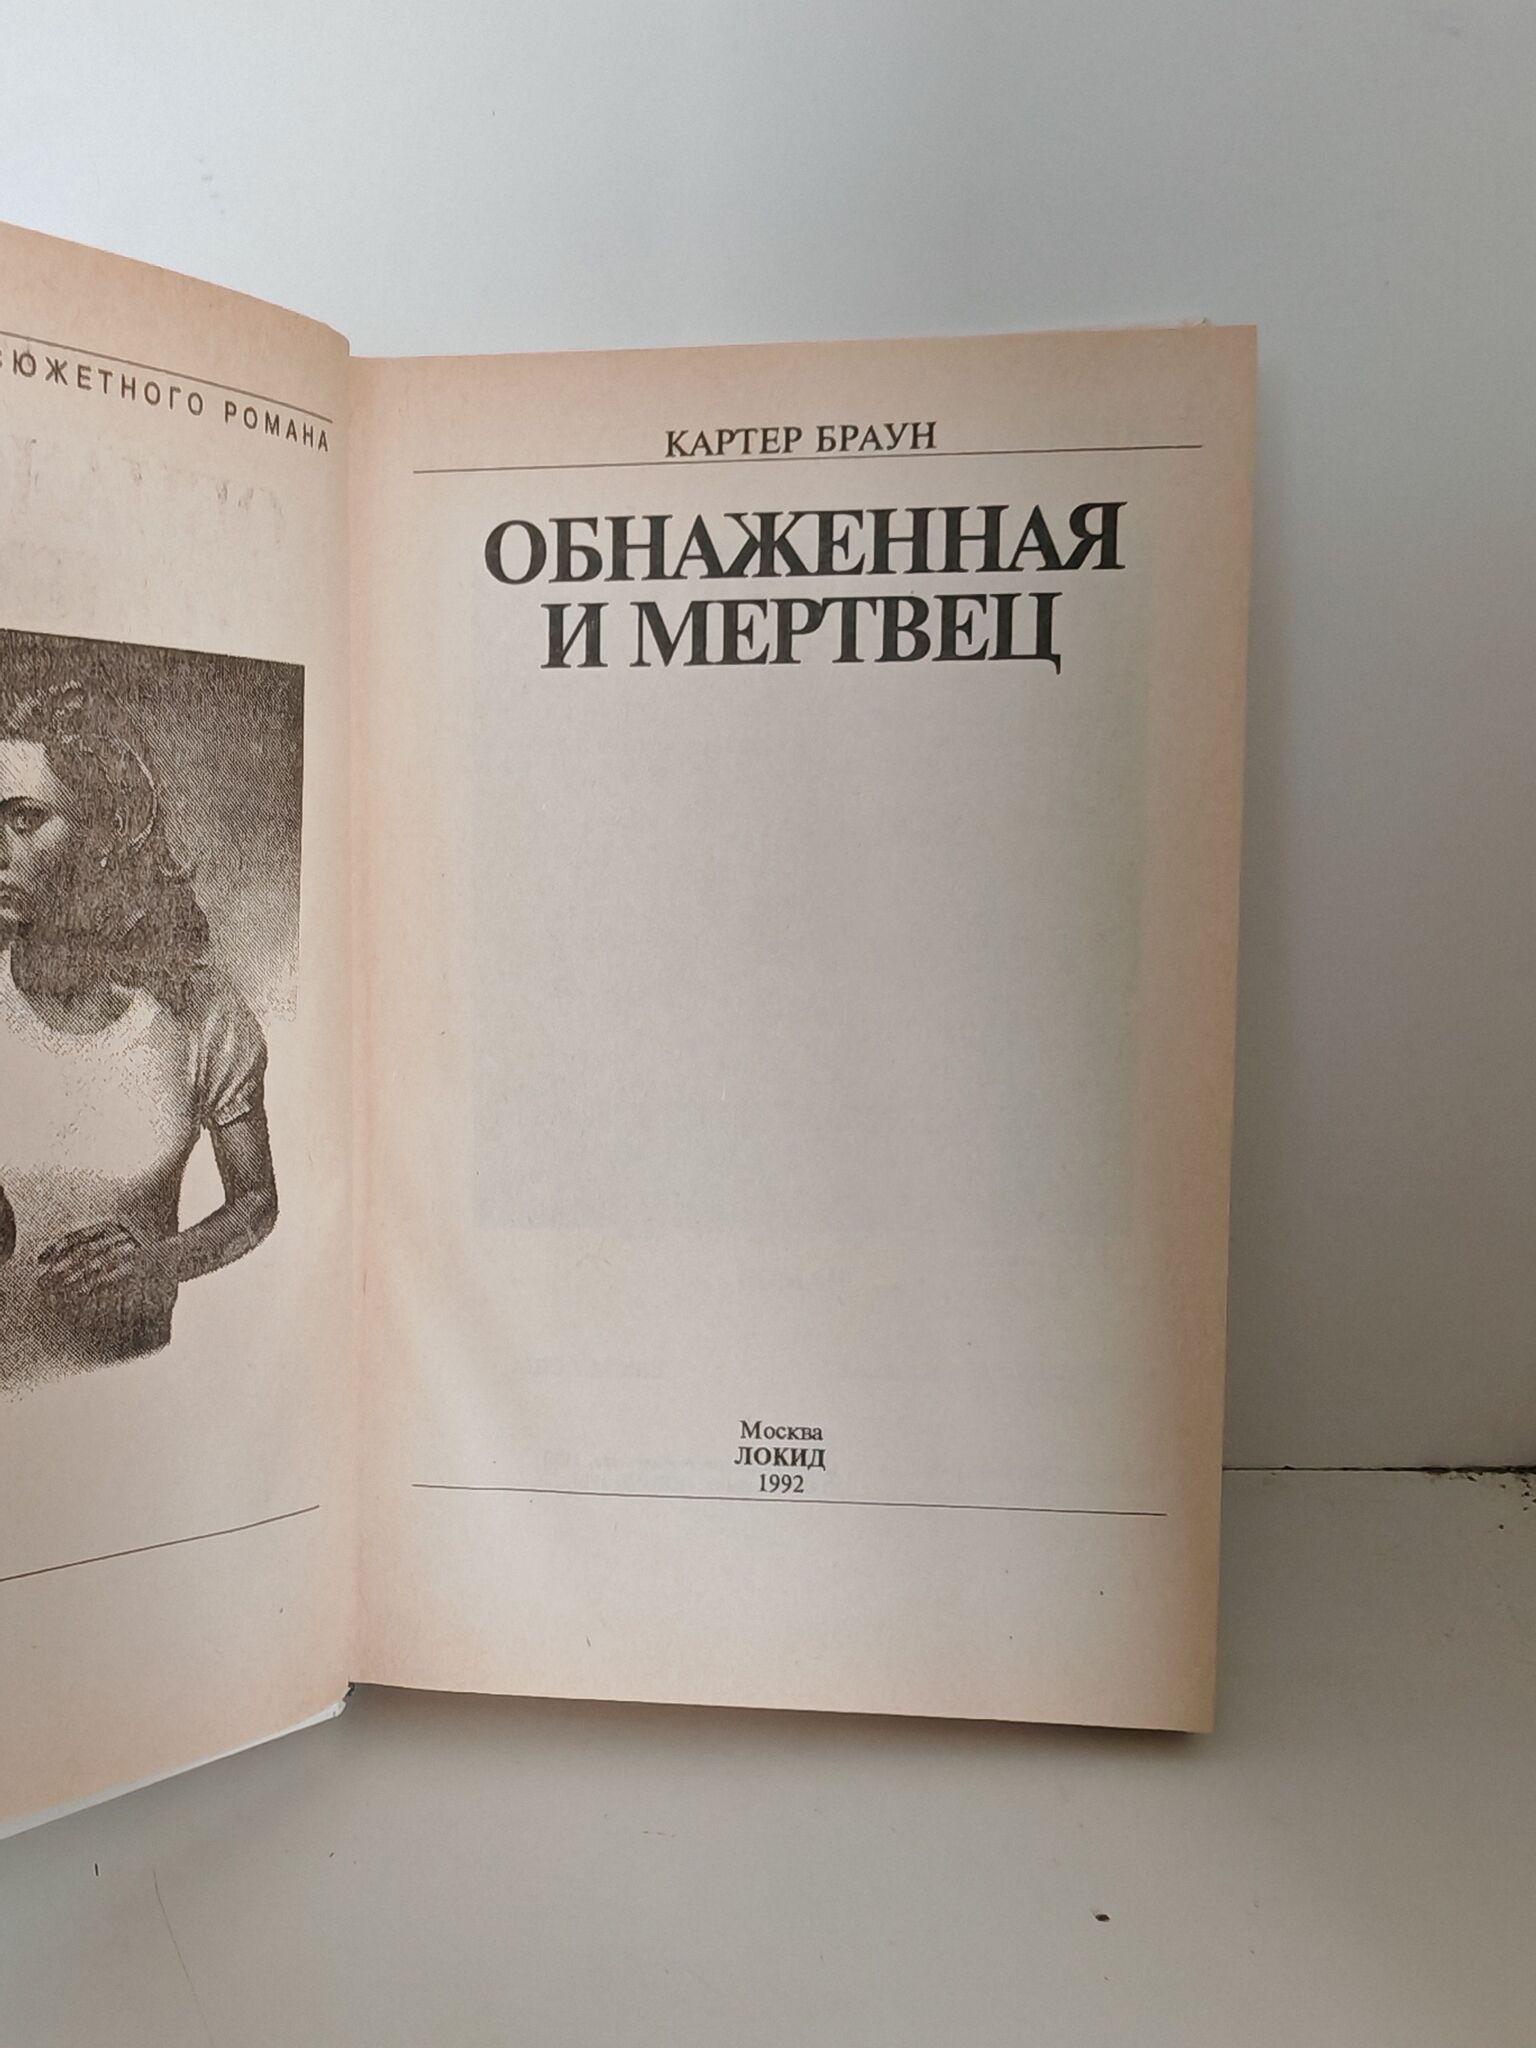 СЮЖЕТНОГО РОМАНА
КАРТЕР БРАУН
ОБНАЖЕННАЯ
И МЕРТВЕЦ
Москва
ЛОКИД
1992